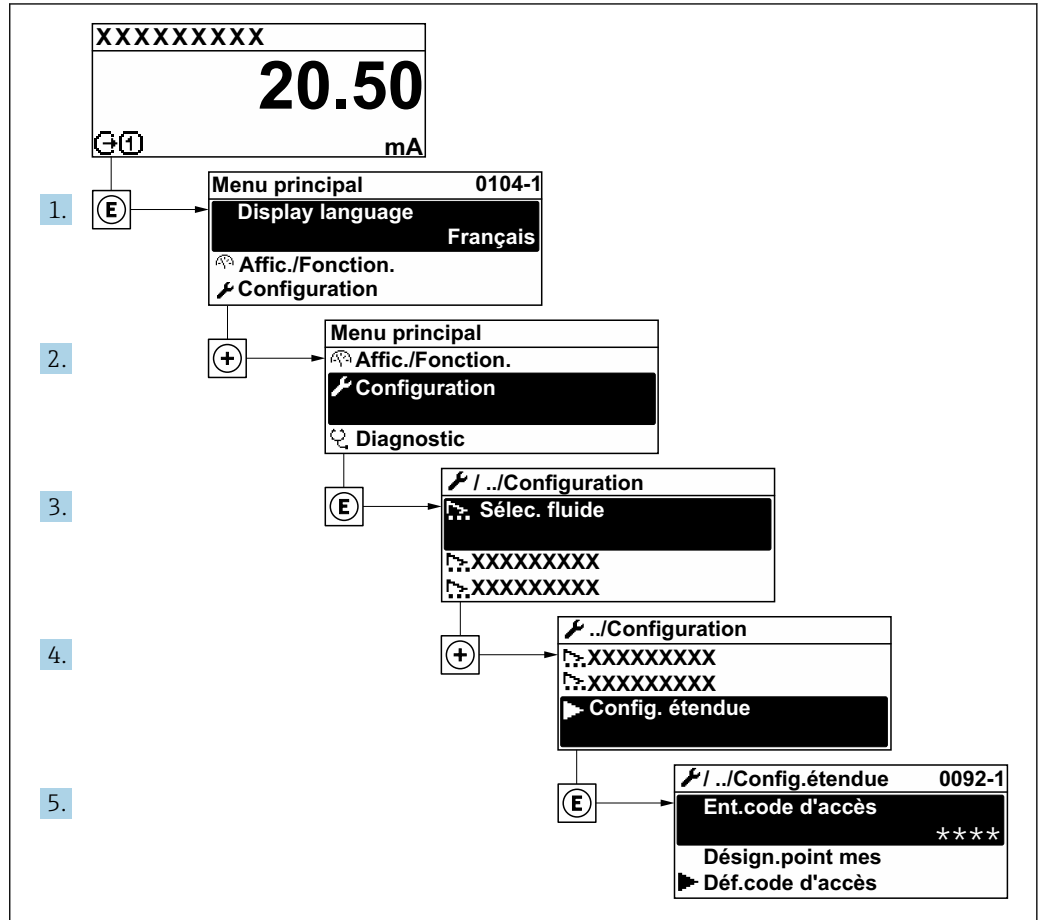 XXXXXXXXX
20.50
mA
1.
E
Menu principal 0104-1
Display language
Français
Affic./Fonction.
Configuration
2.
+
Menu principal
Affic./Fonction.
Configuration
Diagnostic
3.
E
/ ../Configuration
Sélec. fluide
XXXXXXXXX
XXXXXXXXX
4.
+
../Configuration
XXXXXXXXX
XXXXXXXXX
Config. étendue
5.
E
/ ../Config.étendue 0092-1
Ent.code d'accès
****
Désign.point mes
Déf.code d'accès